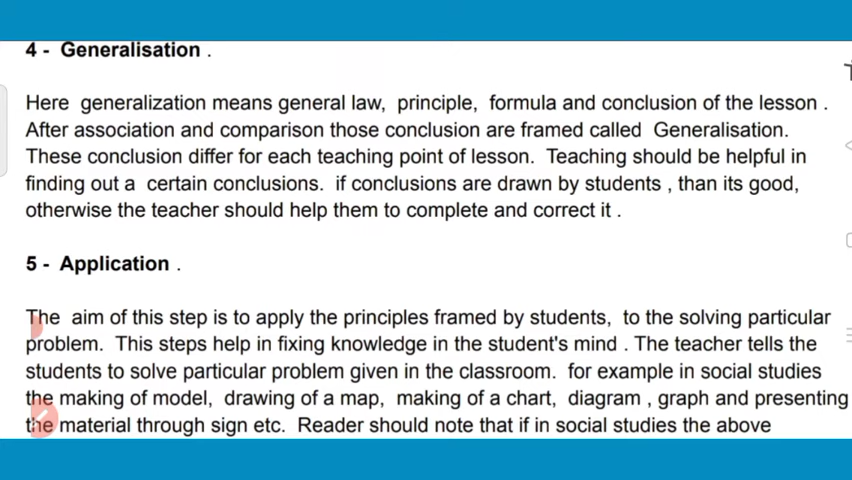 4 - Generalisation .
Here generalization means general law, principle, formula and conclusion of the lesson .
After association and comparison those conclusion are framed called Generalisation.
These conclusion differ for each teaching point of lesson. Teaching should be helpful in
finding out a certain conclusions. if conclusions are drawn by students , than its good,
otherwise the teacher should help them to complete and correct it .
5 - Application .
The aim of this step is to apply the principles framed by students, to the solving particular
problem. This steps help in fixing knowledge in the student's mind . The teacher tells the
students to solve particular problem given in the classroom. for example in social studies
the making of model, drawing of a map, making of a chart, diagram , graph and presenting
the material through sign etc. Reader should note that if in social studies the above